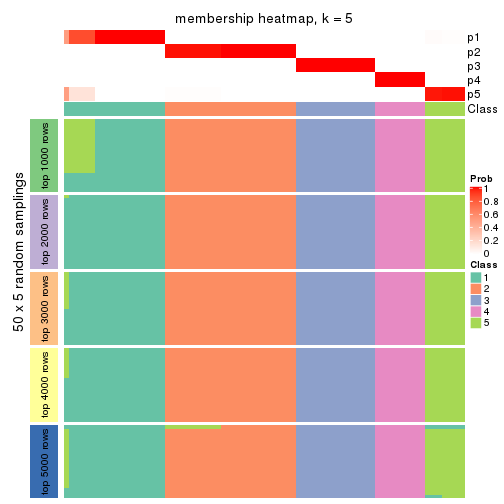 membership heatmap, k = 5
p1
p2
p3
p4
p5
Class
50 x 5 random samplings
top 1000 rows
top 2000 rows
top 3000 rows
top 4000 rows
top 5000 rows
Prob
1
0.8
0.6
0.4
0.2
0
Class
1
2
3
4
5